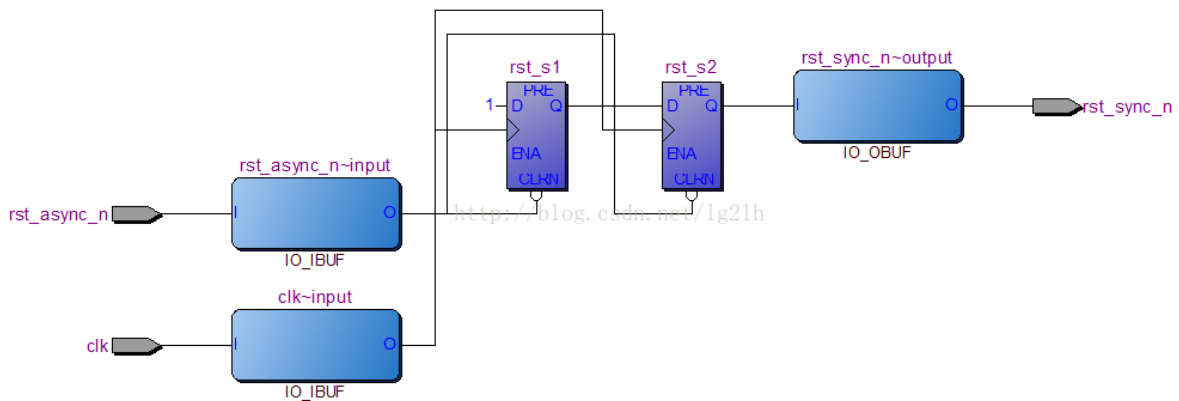 rst_s1
rst_s2
rst_sync_n~output
PRE
D Q
ENA
CLRN
1
PRE
D Q
ENA
CLRN
I O
IO_OBUF
rst_sync_n
rst_async_n~input
rst_async_n
I O
IO_IBUF
http://blog.csdn.net/lg2lh
clk~input
clk
I O
IO_IBUF